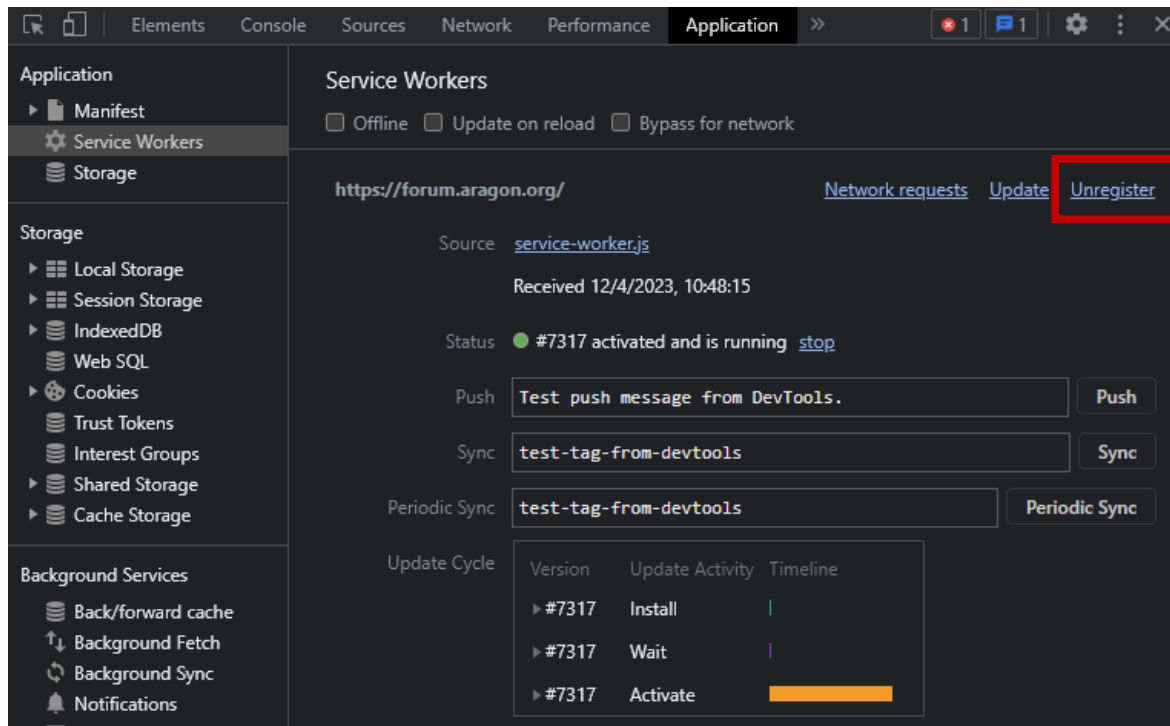 Elements Console Sources Network Performance Application » 1 1
Application
Manifest
Service Workers
Storage
Storage
Local Storage
Session Storage
IndexedDB
Web SQL
Cookies
Trust Tokens
Interest Groups
Shared Storage
Cache Storage
Background Services
Back/forward cache
Background Fetch
Background Sync
Notifications
Service Workers
Offline Update on reload Bypass for network
https://forum.aragon.org/ Network requests Update Unregister
Source service-worker.js
Received 12/4/2023, 10:48:15
Status #7317 activated and is running stop
Push Test push message from DevTools. Push
Sync test-tag-from-devtools Sync
Periodic Sync test-tag-from-devtools Periodic Sync
Update Cycle Version Update Activity Timeline
#7317 Install
#7317 Wait
#7317 Activate